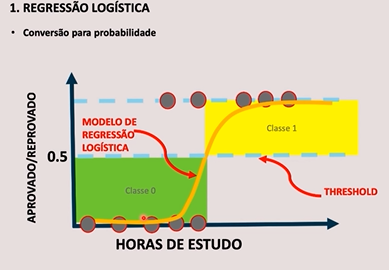 1. REGRESSÃO LOGÍSTICA
• Conversão para probabilidade
APROVADO/REPROVADO
MODELO DE
REGRESSÃO
LOGÍSTICA
Classe 1
0.5
Classe 0
THRESHOLD
HORAS DE ESTUDO